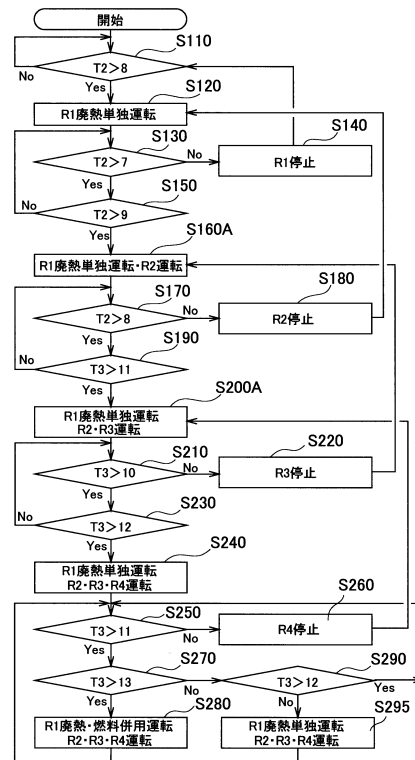 開始
S110
T2>8
No
Yes
S120
R1廃熱単独運転
S130
T2>7
No
S140
R1停止
Yes
S150
T2>9
No
Yes
S160A
R1廃熱単独運転・R2運転
S170
T2>8
No
S180
R2停止
Yes
S190
T3>11
No
Yes
S200A
R1廃熱単独運転
R2・R3運転
S210
T3>10
No
S220
R3停止
Yes
S230
T3>12
No
Yes
S240
R1廃熱単独運転
R2・R3・R4運転
S250
T3>11
No
S260
R4停止
Yes
S270
T3>13
No
S290
T3>12
Yes
Yes
S280
R1廃熱・燃料併用運転
R2・R3・R4運転
No
S295
R1廃熱単独運転
R2・R3・R4運転